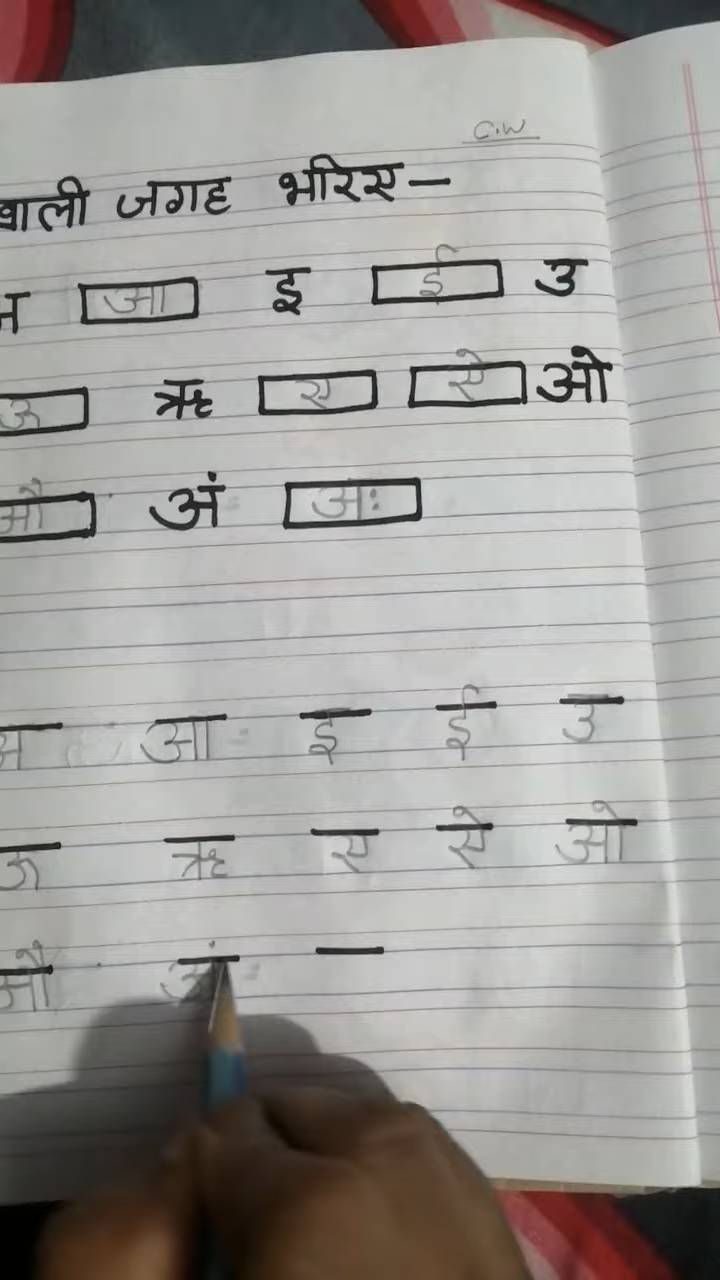 C.W
खाली जगह भरिए—
अ आ इ ई उ
ऊ ऋ ए ऐ ओ
औ अं अः
अ आ इ ई उ
ऊ ऋ ए ऐ ओ
औ अं